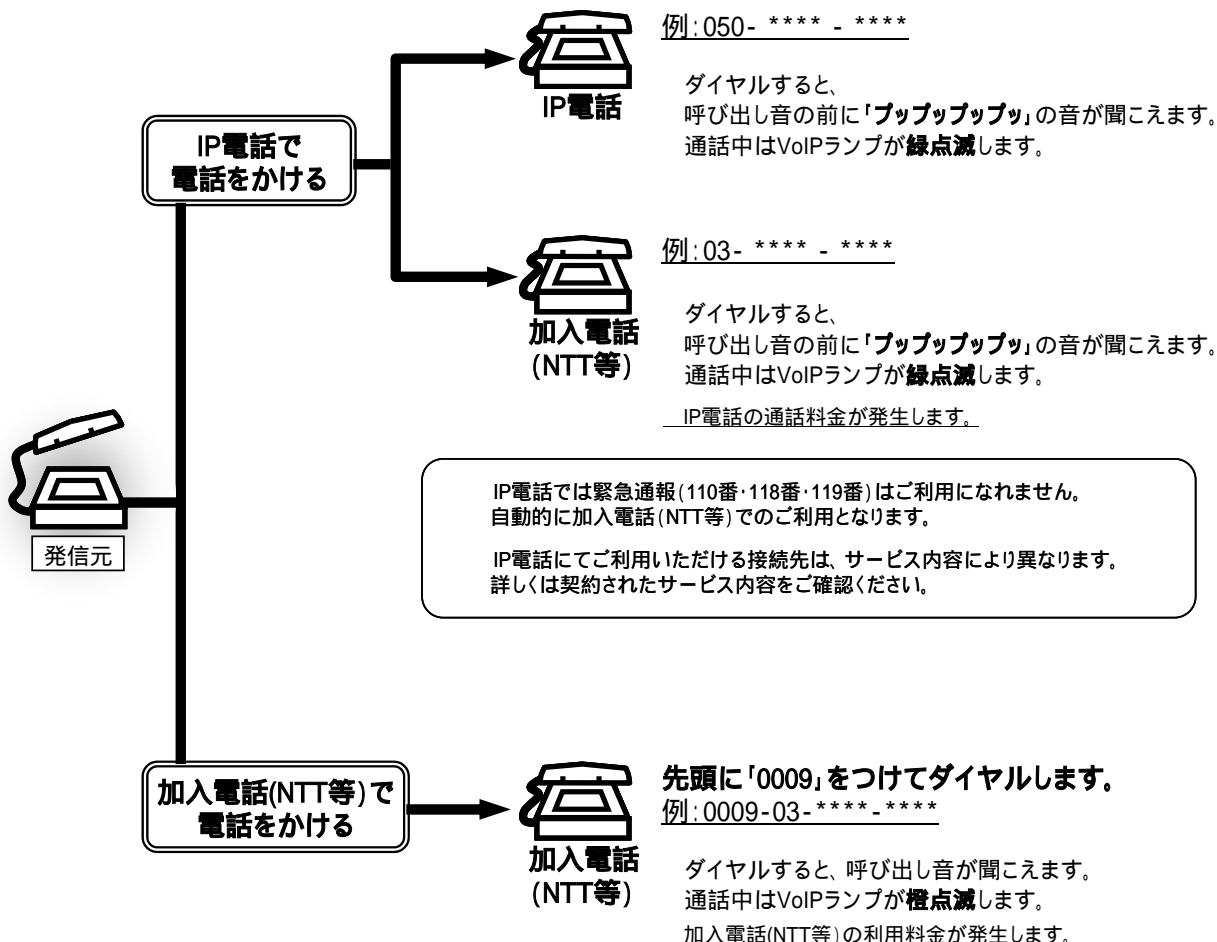 例:050- **** - ****
ダイヤルすると、
呼び出し音の前に「プップップップッ」の音が聞こえます。
通話中はVoIPランプが緑点滅します。
IP電話
IP電話で
電話をかける
例:03- **** - ****
ダイヤルすると、
呼び出し音の前に「プップップップッ」の音が聞こえます。
通話中はVoIPランプが緑点滅します。
IP電話の通話料金が発生します。
加入電話
(NTT等)
IP電話では緊急通報(110番・118番・119番)はご利用になれません。
自動的に加入電話(NTT等)でのご利用となります。
IP電話にてご利用いただける接続先は、サービス内容により異なります。
詳しくは契約されたサービス内容をご確認ください。
発信元
加入電話(NTT等)で
電話をかける
加入電話
(NTT等)
先頭に「0009」をつけてダイヤルします。
例:0009-03-****-****
ダイヤルすると、呼び出し音が聞こえます。
通話中はVoIPランプが橙点滅します。
加入電話(NTT等)の利用料金が発生します。